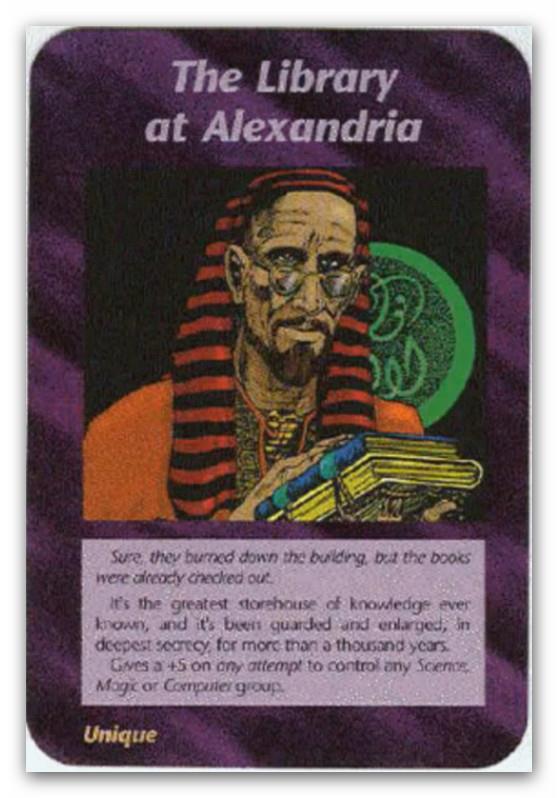 The Library
at Alexandria
Sure, they burned down the building, but the books
were already checked out.
It's the greatest storehouse of knowledge ever
known, and it's been guarded and enlarged, in
deepest secrecy, for more than a thousand years.
Gives a +5 on any attempt to control any Science,
Magic or Computer group.
Unique